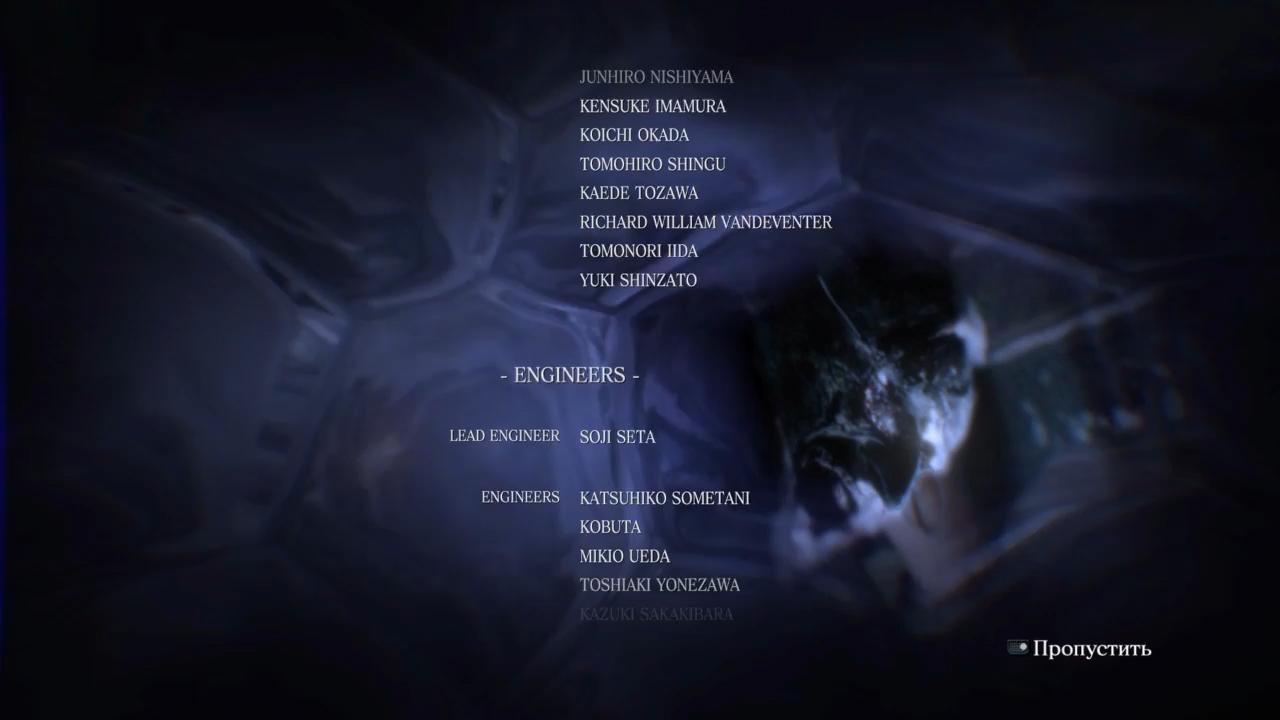 JUNHIRO NISHIYAMA
KENSUKE IMAMURA
KOICHI OKADA
TOMOHIRO SHINGU
KAEDE TOZAWA
RICHARD WILLIAM VANDEVENTER
TOMONORI IIDA
YUKI SHINZATO
- ENGINEERS -
LEAD ENGINEER SOJI SETA
ENGINEERS KATSUHIKO SOMETANI
KOBUTA
MIKIO UEDA
TOSHIAKI YONEZAWA
KAZUKI SAKAKIBARA
Пропустить